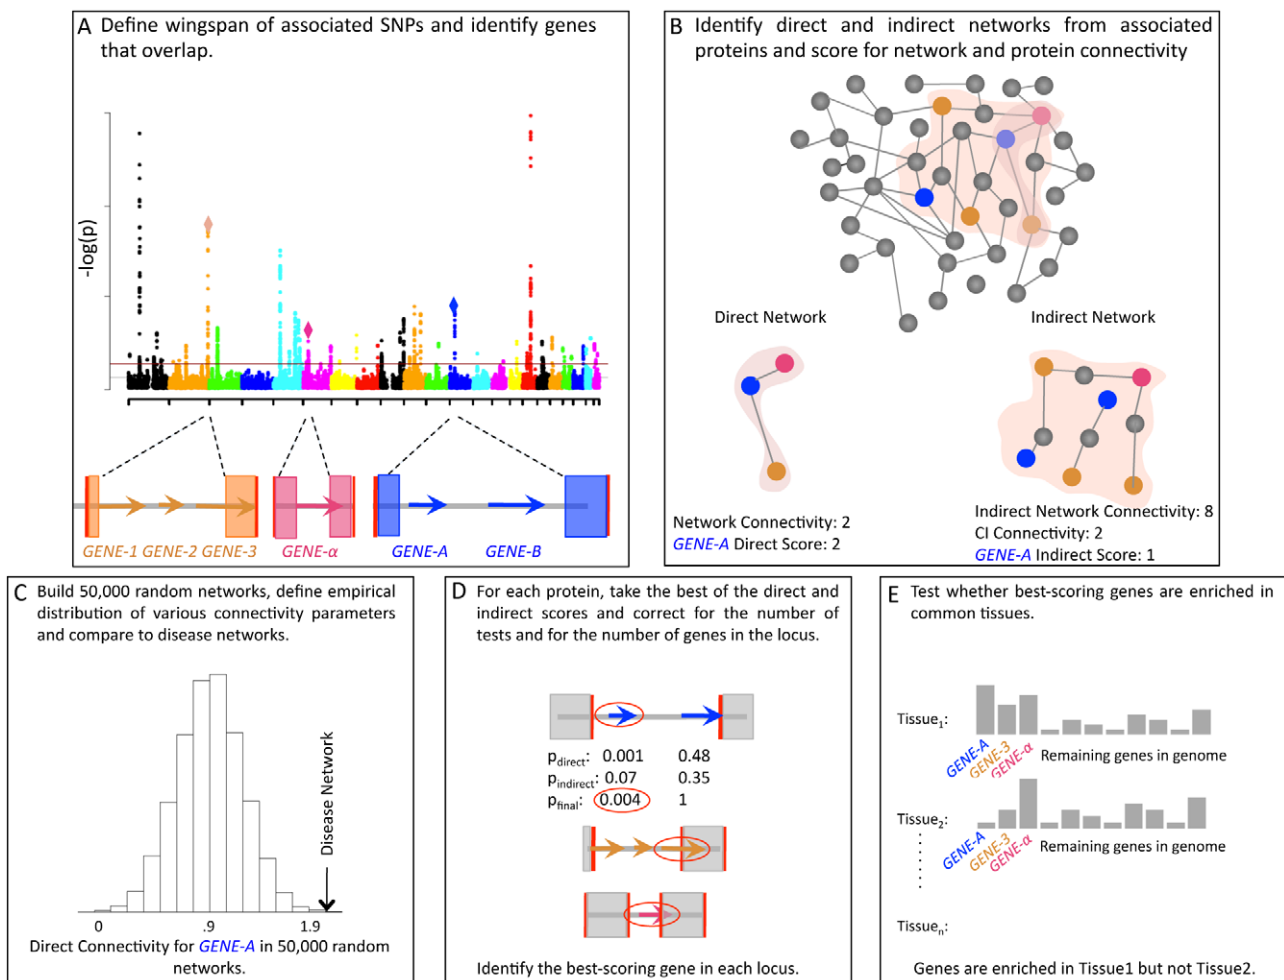 A Define wingspan of associated SNPs and identify genes
that overlap.
-log(p)
GENE-1 GENE-2 GENE-3 GENE-α GENE-A GENE-B
B Identify direct and indirect networks from associated
proteins and score for network and protein connectivity
Direct Network
Indirect Network
Network Connectivity: 2
GENE-A Direct Score: 2
Indirect Network Connectivity: 8
CI Connectivity: 2
GENE-A Indirect Score: 1
C Build 50,000 random networks, define empirical
distribution of various connectivity parameters
and compare to disease networks.
Disease Network
0 .9 1.9
Direct Connectivity for GENE-A in 50,000 random
networks.
D For each protein, take the best of the direct and
indirect scores and correct for the number of
tests and for the number of genes in the locus.
pdirect: 0.001 0.48
pindirect: 0.07 0.35
pfinal: 0.004 1
Identify the best-scoring gene in each locus.
E Test whether best-scoring genes are enriched in
common tissues.
Tissue1:
GENE-A GENE-3 GENE-α Remaining genes in genome
Tissue2:
GENE-A GENE-3 GENE-α Remaining genes in genome
Tissuen:
Genes are enriched in Tissue1 but not Tissue2.